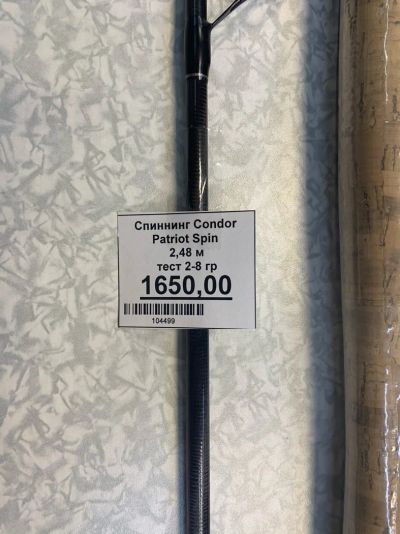 Спиннинг Condor
Patriot Spin
2,48 м
тест 2-8 гр
1650,00
104499